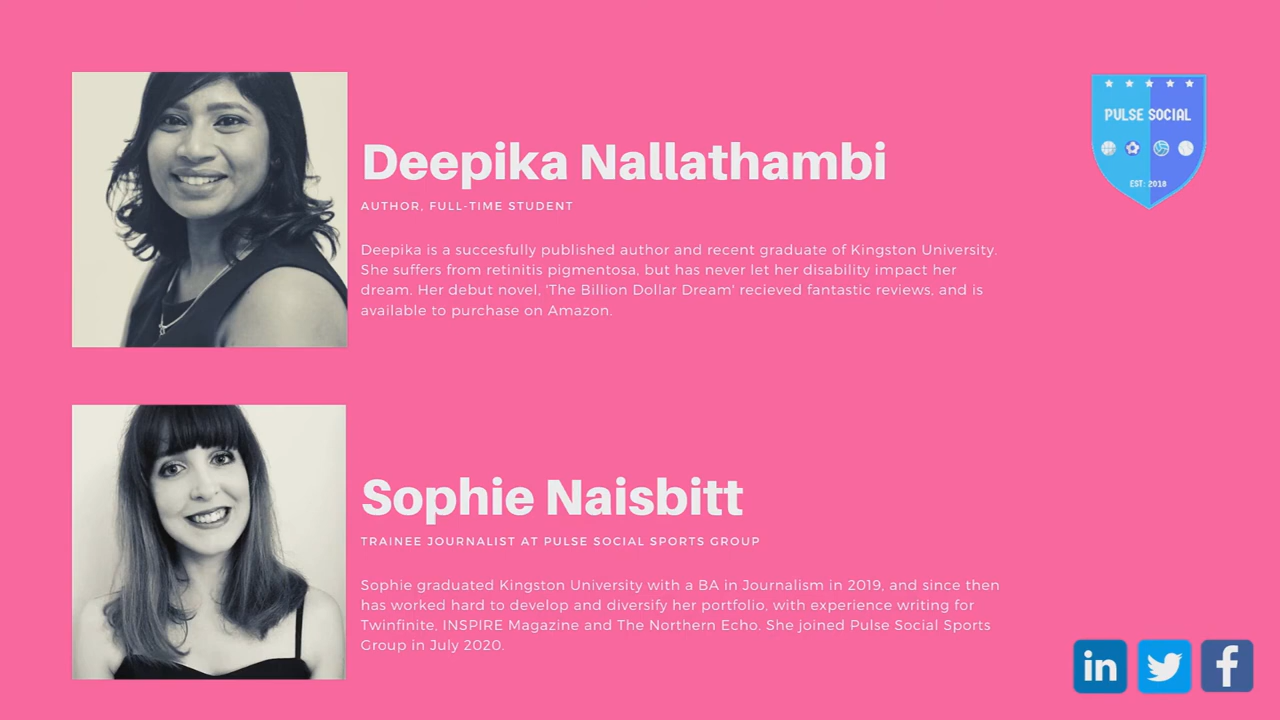 Deepika Nallathambi
AUTHOR, FULL-TIME STUDENT
Deepika is a succesfully published author and recent graduate of Kingston University.
She suffers from retinitis pigmentosa, but has never let her disability impact her
dream. Her debut novel, 'The Billion Dollar Dream' recieved fantastic reviews, and is
available to purchase on Amazon.
PULSE SOCIAL
EST: 2018
Sophie Naisbitt
TRAINEE JOURNALIST AT PULSE SOCIAL SPORTS GROUP
Sophie graduated Kingston University with a BA in Journalism in 2019, and since then
has worked hard to develop and diversify her portfolio, with experience writing for
Twinfinite, INSPIRE Magazine and The Northern Echo. She joined Pulse Social Sports
Group in July 2020.
in
f